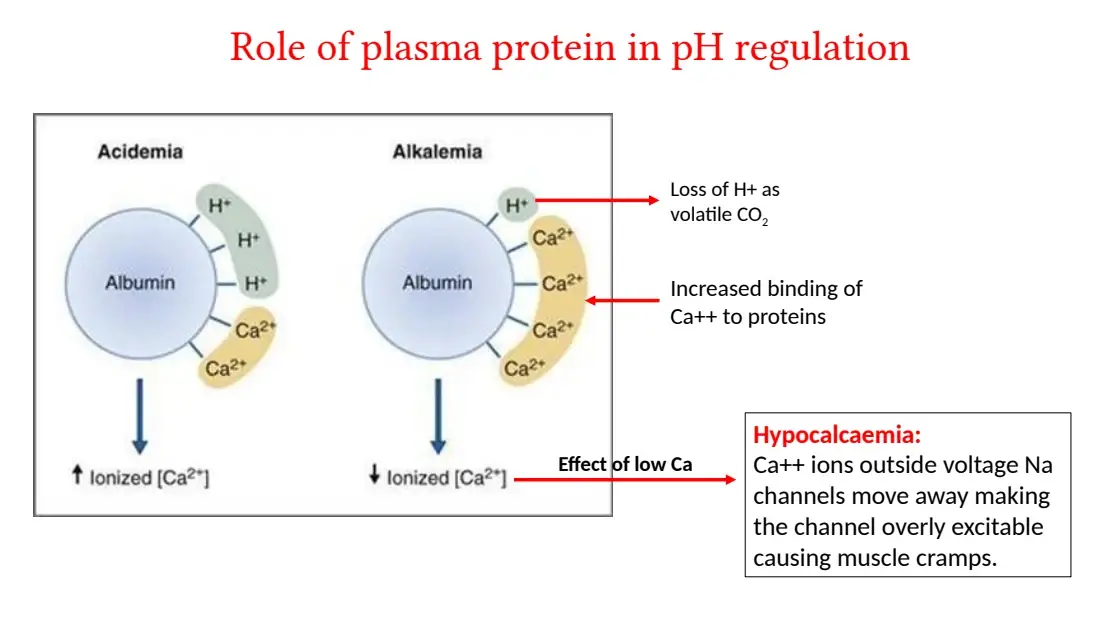 Role of plasma protein in pH regulation
Acidemia
H⁺
H⁺
H⁺
Albumin
Ca²⁺
Ca²⁺
↑ Ionized [Ca²⁺]
Alkalemia
H⁺
Ca²⁺
Ca²⁺
Albumin
Ca²⁺
Ca²⁺
↓ Ionized [Ca²⁺]
Loss of H+ as
volatile CO₂
Increased binding of
Ca++ to proteins
Effect of low Ca
Hypocalcaemia:
Ca++ ions outside voltage Na
channels move away making
the channel overly excitable
causing muscle cramps.